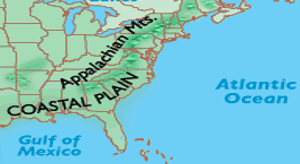 Appalachian Mts.
COASTAL PLAIN
Atlantic
Ocean
Gulf of
Mexico